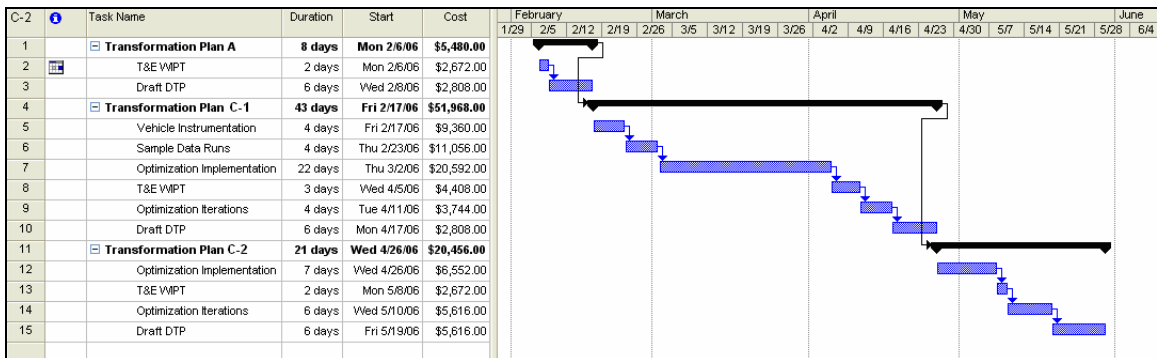 C-2 Task Name Duration Start Cost February March April May June
1/29 2/5 2/12 2/19 2/26 3/5 3/12 3/19 3/26 4/2 4/9 4/16 4/23 4/30 5/7 5/14 5/21 5/28 6/4
1 Transformation Plan A 8 days Mon 2/6/06 $5,480.00
2 T&E WIPT 2 days Mon 2/6/06 $2,672.00
3 Draft DTP 6 days Wed 2/8/06 $2,808.00
4 Transformation Plan C-1 43 days Fri 2/17/06 $51,968.00
5 Vehicle Instrumentation 4 days Fri 2/17/06 $9,360.00
6 Sample Data Runs 4 days Thu 2/23/06 $11,056.00
7 Optimization Implementation 22 days Thu 3/2/06 $20,592.00
8 T&E WIPT 3 days Wed 4/5/06 $4,408.00
9 Optimization Iterations 4 days Tue 4/11/06 $3,744.00
10 Draft DTP 6 days Mon 4/17/06 $2,808.00
11 Transformation Plan C-2 21 days Wed 4/26/06 $20,456.00
12 Optimization Implementation 7 days Wed 4/26/06 $6,552.00
13 T&E WIPT 2 days Mon 5/8/06 $2,672.00
14 Optimization Iterations 6 days Wed 5/10/06 $5,616.00
15 Draft DTP 6 days Fri 5/19/06 $5,616.00